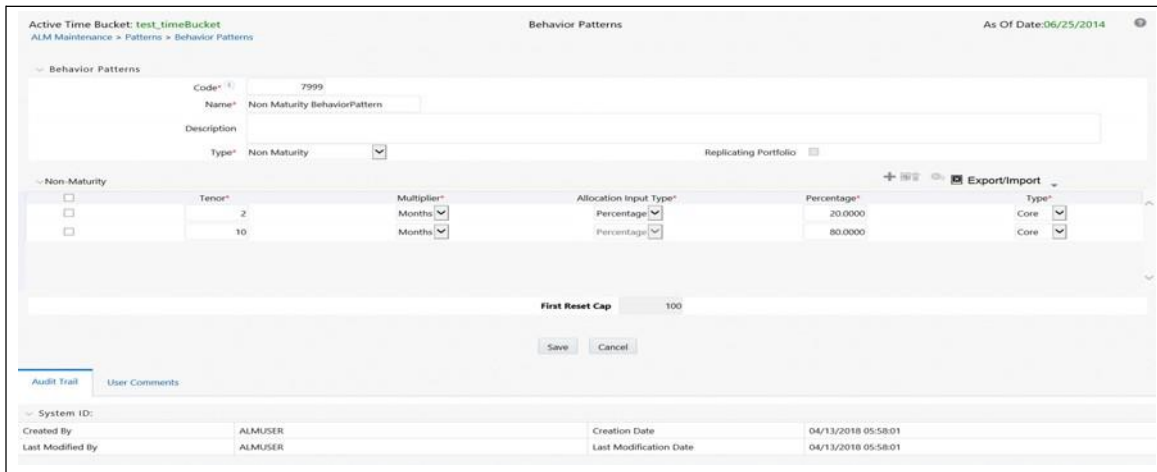 Active Time Bucket: test_timeBucket Behavior Patterns As Of Date:06/25/2014
ALM Maintenance > Patterns > Behavior Patterns
Behavior Patterns
Code* 7999
Name* Non Maturity BehaviorPattern
Description
Type* Non Maturity Replicating Portfolio
Non-Maturity Export/Import
Tenor* Multiplier* Allocation Input Type* Percentage* Type*
2 Months Percentage 20.0000 Core
10 Months Percentage 80.0000 Core
First Reset Cap 100
Save Cancel
Audit Trail User Comments
System ID:
Created By ALMUSER Creation Date 04/13/2018 05:58:01
Last Modified By ALMUSER Last Modification Date 04/13/2018 05:58:01